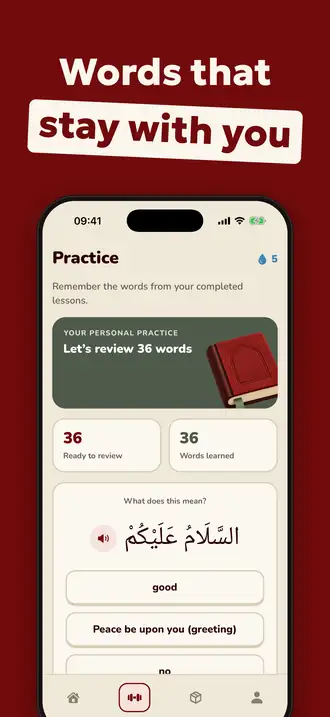 Words that
stay with you
09:41
Practice
5
Remember the words from your completed
lessons.
YOUR PERSONAL PRACTICE
Let's review 36 words
36
Ready to review
36
Words learned
What does this mean?
السَّلَامُ عَلَيْكُمْ
good
Peace be upon you (greeting)
no